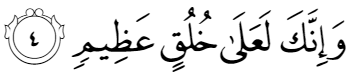 وَإِنَّكَ لَعَلَىٰ خُلُقٍ عَظِيمٍ ٤